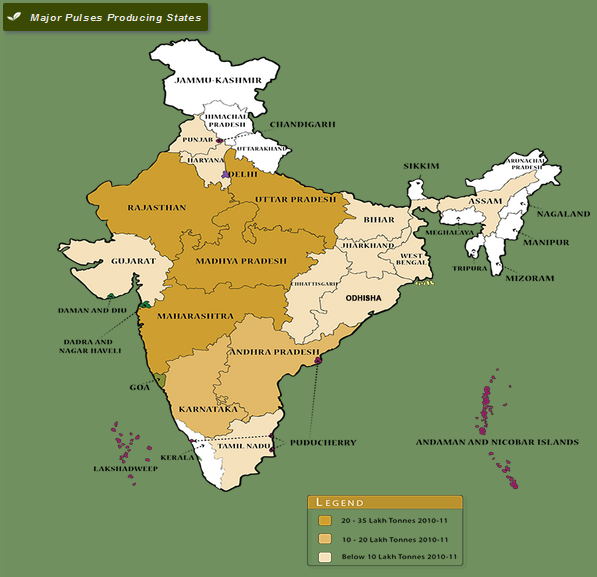 Major Pulses Producing States
JAMMU-KASHMIR
HIMACHAL
PRADESH
CHANDIGARH
PUNJAB
UTTARAKHAND
HARYANA
DELHI
SIKKIM
ARUNACHAL
PRADESH
RAJASTHAN
UTTAR PRADESH
ASSAM
BIHAR
NAGALAND
MEGHALAYA
MANIPUR
JHARKHAND
GUJARAT
MADHYA PRADESH
WEST
BENGAL
TRIPURA
MIZORAM
CHHATTISGARH
ODHISHA
DAMAN AND DIU
MAHARASHTRA
DADRA AND
NAGAR HAVELI
ANDHRA PRADESH
GOA
KARNATAKA
PUDUCHERRY
ANDAMAN AND NICOBAR ISLANDS
TAMIL NADU
KERALA
LAKSHADWEEP
LEGEND
20 - 35 Lakh Tonnes 2010-11
10 - 20 Lakh Tonnes 2010-11
Below 10 Lakh Tonnes 2010-11